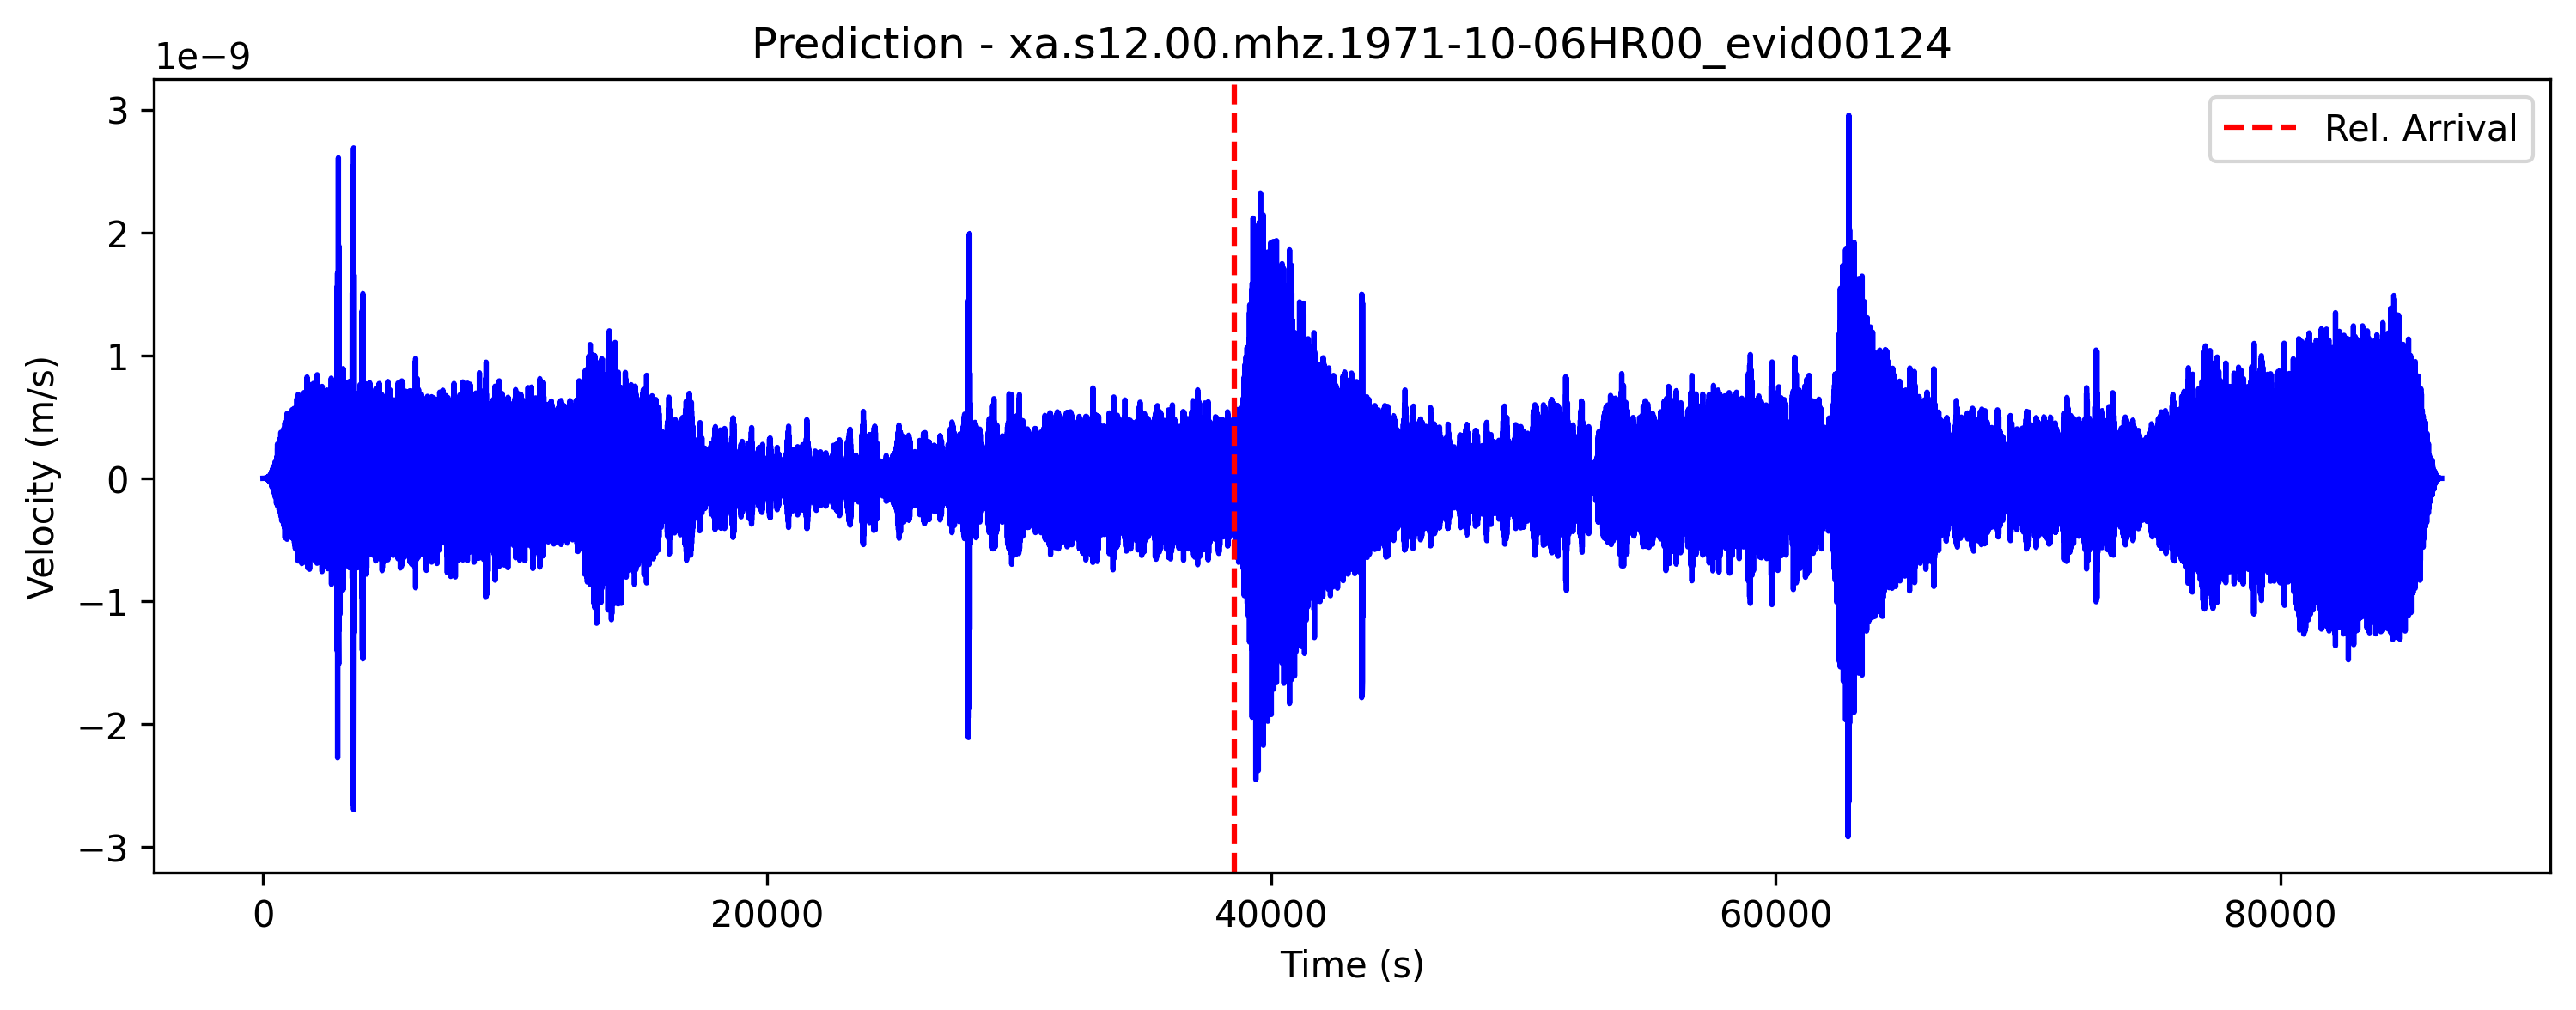 Prediction - xa.s12.00.mhz.1971-10-06HR00_evid00124
1e−9
Rel. Arrival
Velocity (m/s)
3
2
1
0
−1
−2
−3
0 20000 40000 60000 80000
Time (s)